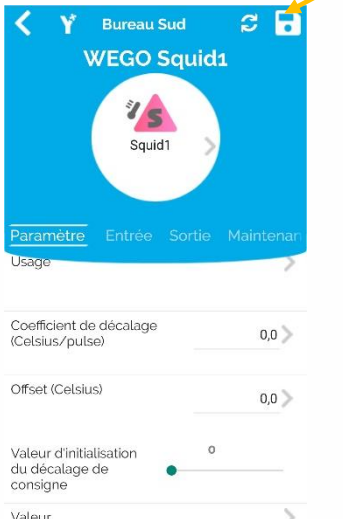 Bureau Sud
WEGO Squid1
S
Squid1
Paramètre Entrée Sortie Maintenan
Usage
Coefficient de décalage
(Celsius/pulse)
0,0
Offset (Celsius)
0,0
Valeur d'initialisation
du décalage de
consigne
0
Valeur